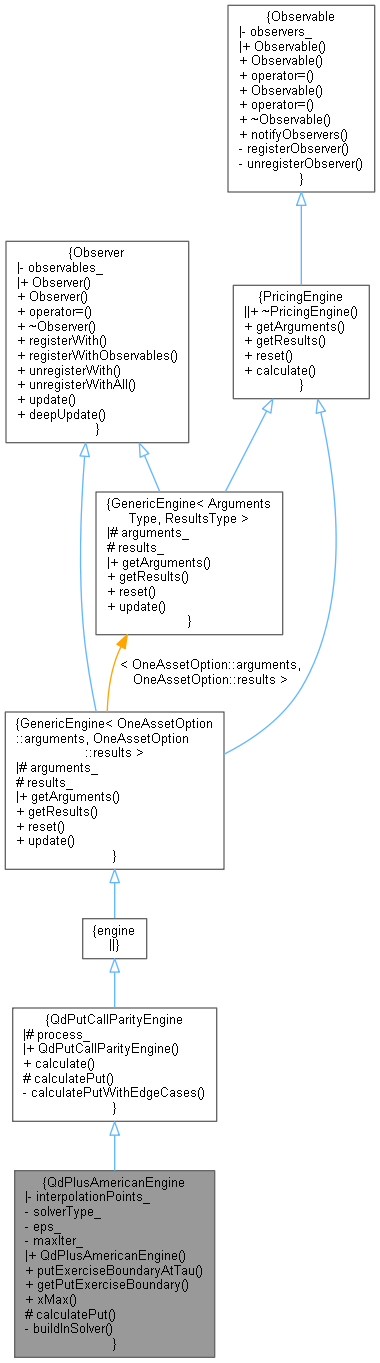 {Observable
|- observers_
|+ Observable()
+ Observable()
+ operator=()
+ Observable()
+ operator=()
+ ~Observable()
+ notifyObservers()
- registerObserver()
- unregisterObserver()
}
{Observer
|- observables_
|+ Observer()
+ Observer()
+ operator=()
+ ~Observer()
+ registerWith()
+ registerWithObservables()
+ unregisterWith()
+ unregisterWithAll()
+ update()
+ deepUpdate()
}
{PricingEngine
||+ ~PricingEngine()
+ getArguments()
+ getResults()
+ reset()
+ calculate()
}
{GenericEngine< Arguments
Type, ResultsType >
|# arguments_
# results_
|+ getArguments()
+ getResults()
+ reset()
+ update()
}
< OneAssetOption::arguments,
OneAssetOption::results >
{GenericEngine< OneAssetOption
::arguments, OneAssetOption
::results >
|# arguments_
# results_
|+ getArguments()
+ getResults()
+ reset()
+ update()
}
{engine
||}
{QdPutCallParityEngine
|# process_
|+ QdPutCallParityEngine()
+ calculate()
# calculatePut()
- calculatePutWithEdgeCases()
}
{QdPlusAmericanEngine
|- interpolationPoints_
- solverType_
- eps_
- maxIter_
|+ QdPlusAmericanEngine()
+ putExerciseBoundaryAtTau()
+ getPutExerciseBoundary()
+ xMax()
# calculatePut()
- buildInSolver()
}